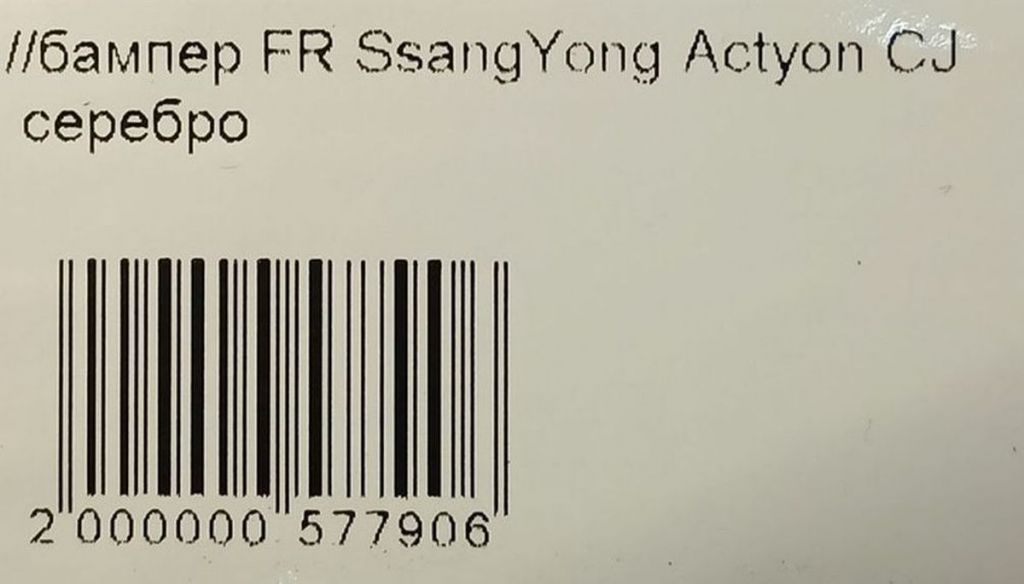 //бампер FR SsangYong Actyon CJ
серебро
2 000000 577906